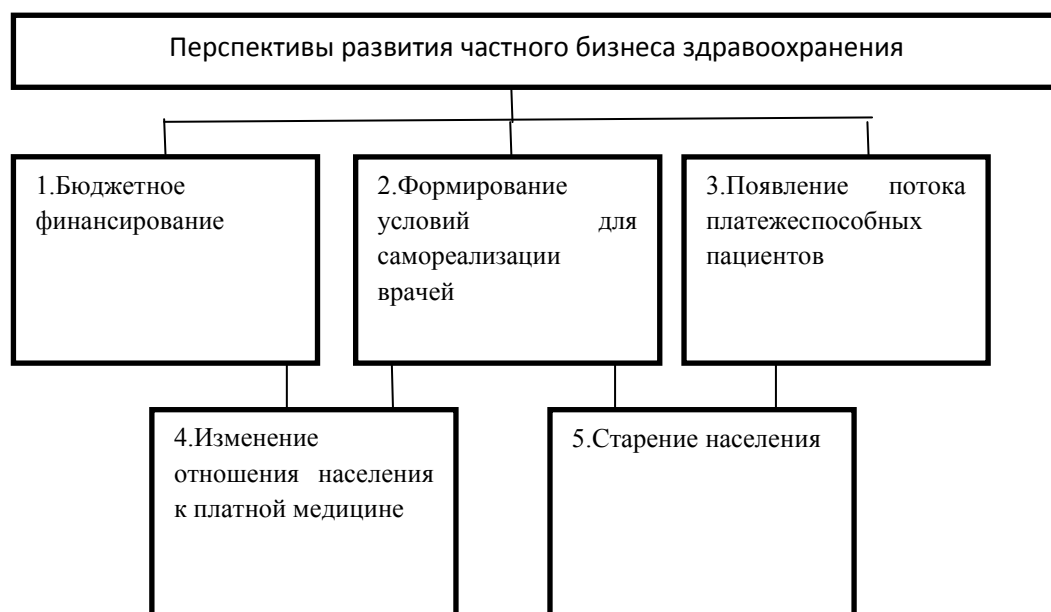 Перспективы развития частного бизнеса здравоохранения
1.Бюджетное
финансирование
2.Формирование
условий для
самореализации
врачей
3.Появление потока
платежеспособных
пациентов
4.Изменение
отношения населения
к платной медицине
5.Старение населения